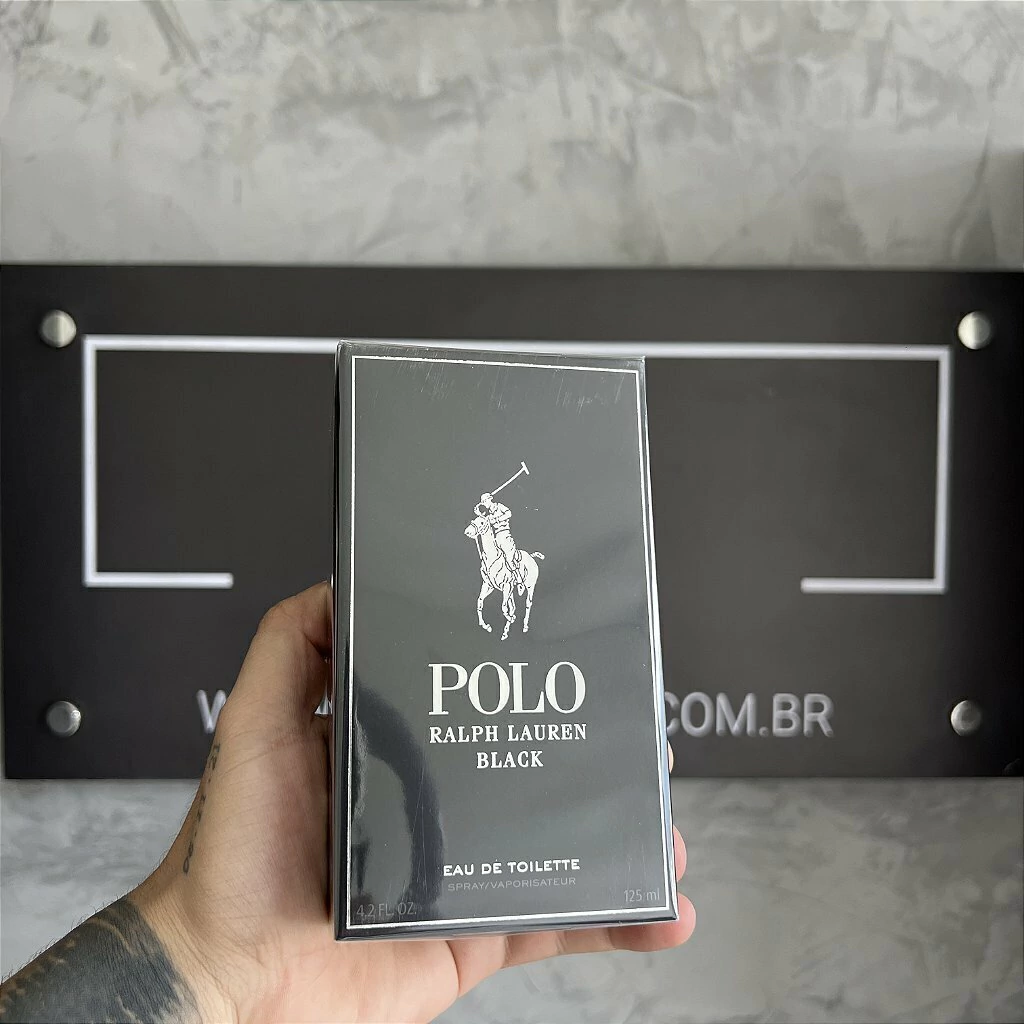 POLO
RALPH LAUREN
BLACK
EAU DE TOILETTE
SPRAY/VAPORISATEUR
4.2 FL. OZ.
125 ml
COM.BR